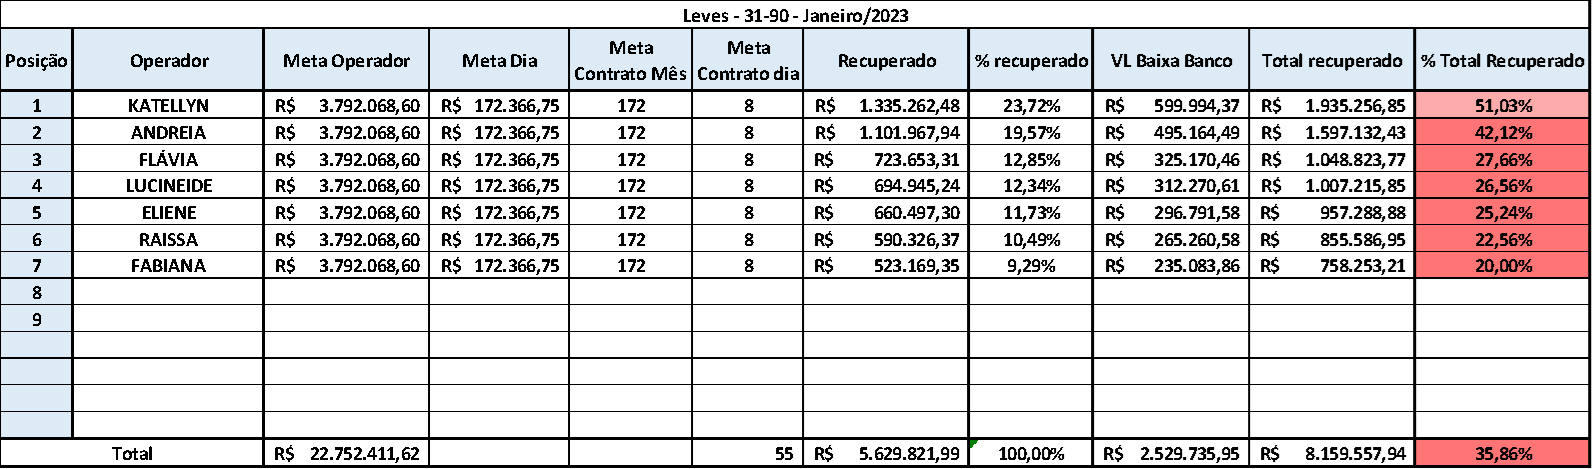 Leves - 31-90 - Janeiro/2023
Posição Operador Meta Operador Meta Dia Meta Contrato Mês Meta Contrato dia Recuperado % recuperado VL Baixa Banco Total recuperado % Total Recuperado
1 KATELLYN R$ 3.792.068,60 R$ 172.366,75 172 8 R$ 1.335.262,48 23,72% R$ 599.994,37 R$ 1.935.256,85 51,03%
2 ANDREIA R$ 3.792.068,60 R$ 172.366,75 172 8 R$ 1.101.967,94 19,57% R$ 495.164,49 R$ 1.597.132,43 42,12%
3 FLÁVIA R$ 3.792.068,60 R$ 172.366,75 172 8 R$ 723.653,31 12,85% R$ 325.170,46 R$ 1.048.823,77 27,66%
4 LUCINEIDE R$ 3.792.068,60 R$ 172.366,75 172 8 R$ 694.945,24 12,34% R$ 312.270,61 R$ 1.007.215,85 26,56%
5 ELIENE R$ 3.792.068,60 R$ 172.366,75 172 8 R$ 660.497,30 11,73% R$ 296.791,58 R$ 957.288,88 25,24%
6 RAISSA R$ 3.792.068,60 R$ 172.366,75 172 8 R$ 590.326,37 10,49% R$ 265.260,58 R$ 855.586,95 22,56%
7 FABIANA R$ 3.792.068,60 R$ 172.366,75 172 8 R$ 523.169,35 9,29% R$ 235.083,86 R$ 758.253,21 20,00%
8
9
Total R$ 22.752.411,62 55 R$ 5.629.821,99 100,00% R$ 2.529.735,95 R$ 8.159.557,94 35,86%